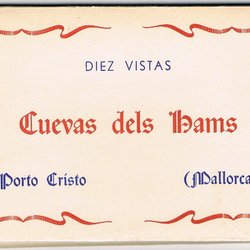 DIEZ VISTAS
Cuevas dels Hams
Porto Cristo (Mallorca